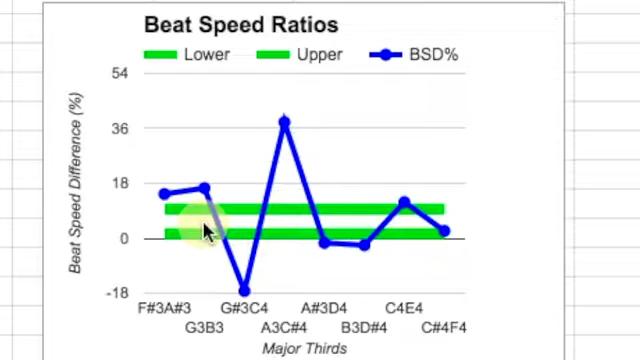 Beat Speed Ratios
Lower Upper BSD%
54
36
18
0
-18
Beat Speed Difference (%)
F#3A#3 G#3C4 A#3D4 C4E4
G3B3 A3C#4 B3D#4 C#4F4
Major Thirds